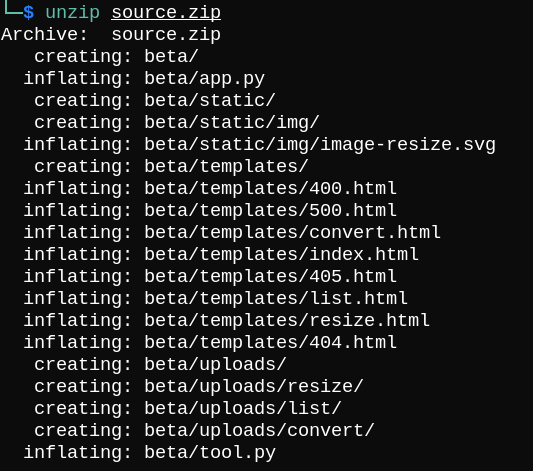 └─$ unzip source.zip
Archive:  source.zip
   creating: beta/
  inflating: beta/app.py
   creating: beta/static/
   creating: beta/static/img/
  inflating: beta/static/img/image-resize.svg
   creating: beta/templates/
  inflating: beta/templates/400.html
  inflating: beta/templates/500.html
  inflating: beta/templates/convert.html
  inflating: beta/templates/index.html
  inflating: beta/templates/405.html
  inflating: beta/templates/list.html
  inflating: beta/templates/resize.html
  inflating: beta/templates/404.html
   creating: beta/uploads/
   creating: beta/uploads/resize/
   creating: beta/uploads/list/
   creating: beta/uploads/convert/
  inflating: beta/tool.py